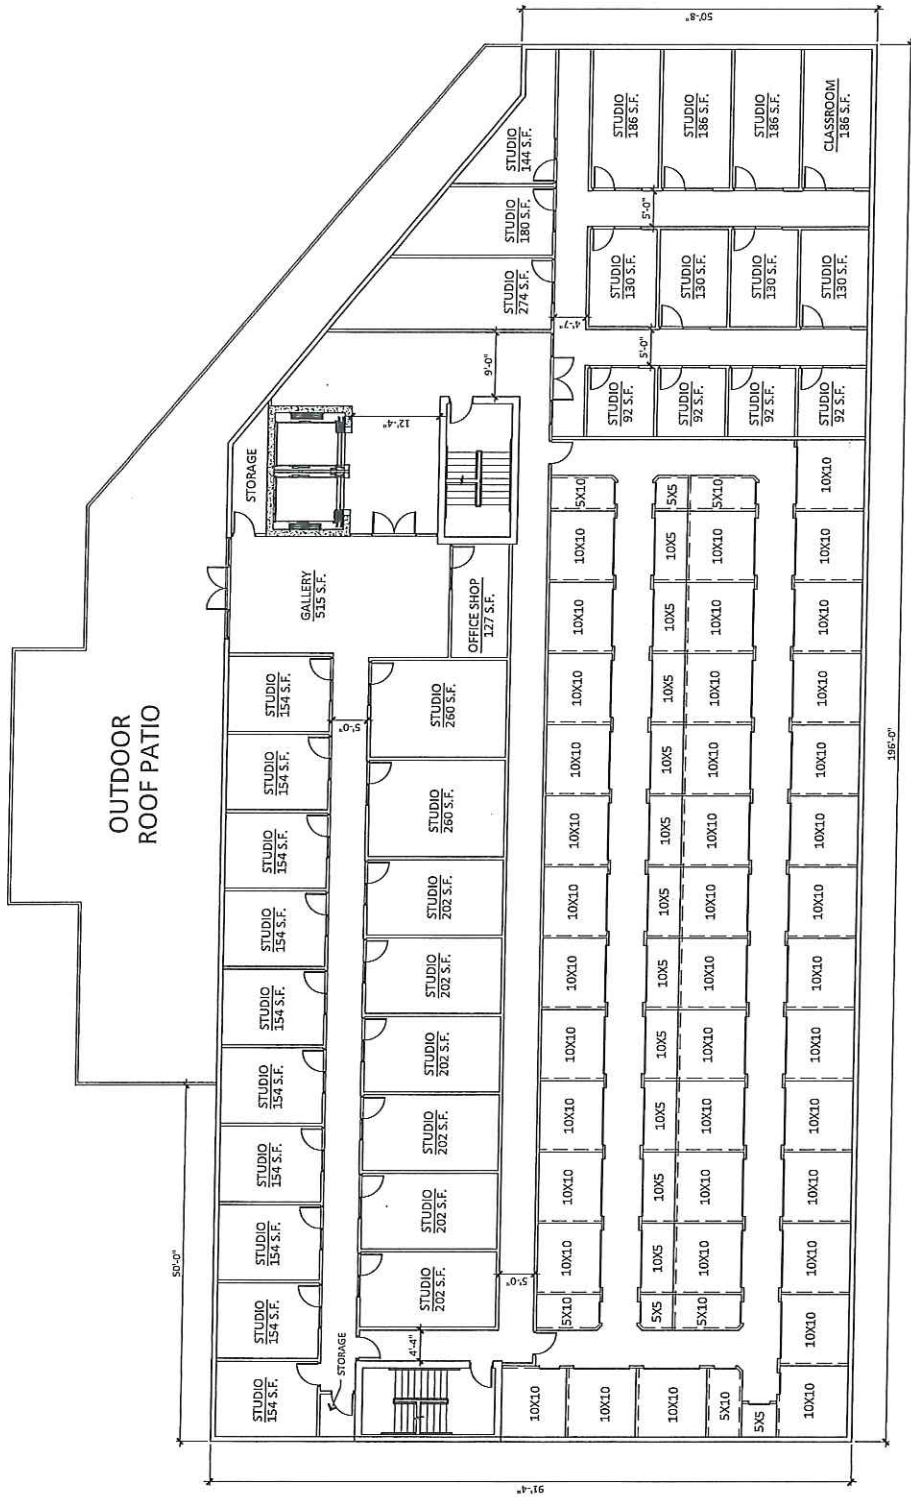 OUTDOOR
ROOF PATIO
50'-0"
91'-4"
STUDIO
154 S.F.
STUDIO
154 S.F.
STUDIO
154 S.F.
STUDIO
154 S.F.
STUDIO
154 S.F.
STUDIO
154 S.F.
STUDIO
154 S.F.
STUDIO
154 S.F.
STUDIO
154 S.F.
STUDIO
154 S.F.
GALLERY
515 S.F.
STORAGE
STORAGE
5'-0"
12'-4"
4'-4"
STUDIO
202 S.F.
STUDIO
202 S.F.
STUDIO
202 S.F.
STUDIO
202 S.F.
STUDIO
202 S.F.
STUDIO
202 S.F.
STUDIO
260 S.F.
STUDIO
260 S.F.
OFFICE SHOP
127 S.F.
9'-0"
STUDIO
274 S.F.
STUDIO
180 S.F.
STUDIO
144 S.F.
5'-0"
4'-7"
50'-8"
10X10
10X10
10X10
5X10
5X5
5X10
10X10
10X10
10X10
10X10
10X10
10X10
10X10
10X10
10X10
10X10
10X10
5X10
5X5
10X5
10X5
10X5
10X5
10X5
10X5
10X5
10X5
10X5
10X5
10X5
5X5
5X10
10X10
10X10
10X10
10X10
10X10
10X10
10X10
10X10
10X10
10X10
10X10
5X10
10X10
10X10
10X10
10X10
10X10
10X10
10X10
10X10
10X10
10X10
10X10
10X10
10X10
10X10
STUDIO
92 S.F.
STUDIO
92 S.F.
STUDIO
92 S.F.
STUDIO
92 S.F.
5'-0"
STUDIO
130 S.F.
STUDIO
130 S.F.
STUDIO
130 S.F.
STUDIO
130 S.F.
5'-0"
STUDIO
186 S.F.
STUDIO
186 S.F.
STUDIO
186 S.F.
CLASSROOM
186 S.F.
196'-0"